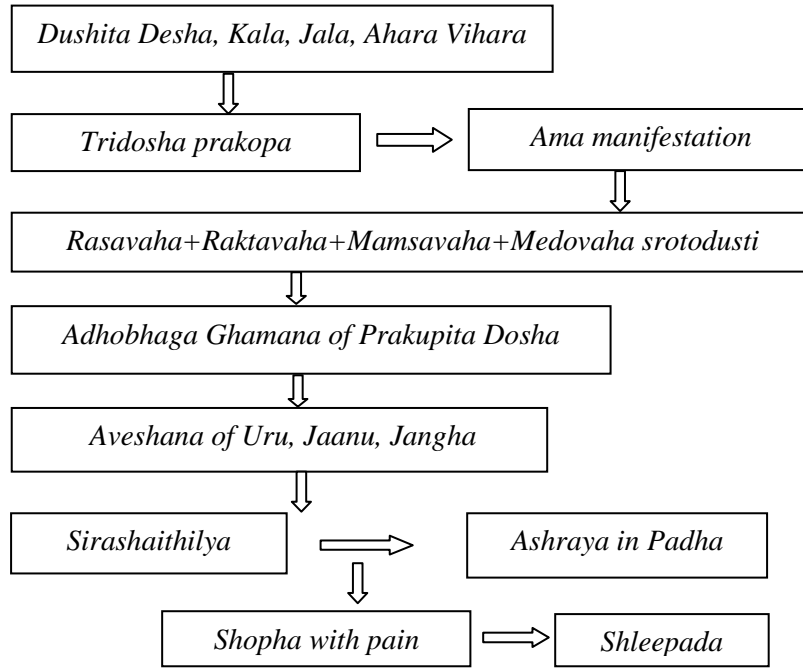 Dushita Desha, Kala, Jala, Ahara Vihara
Tridosha prakopa
Ama manifestation
Rasavaha+Raktavaha+Mamsavaha+Medovaha srotodusti
Adhobhaga Ghamana of Prakupita Dosha
Aveshana of Uru, Jaanu, Jangha
Sirashaithilya
Ashraya in Padha
Shopha with pain
Shleepada